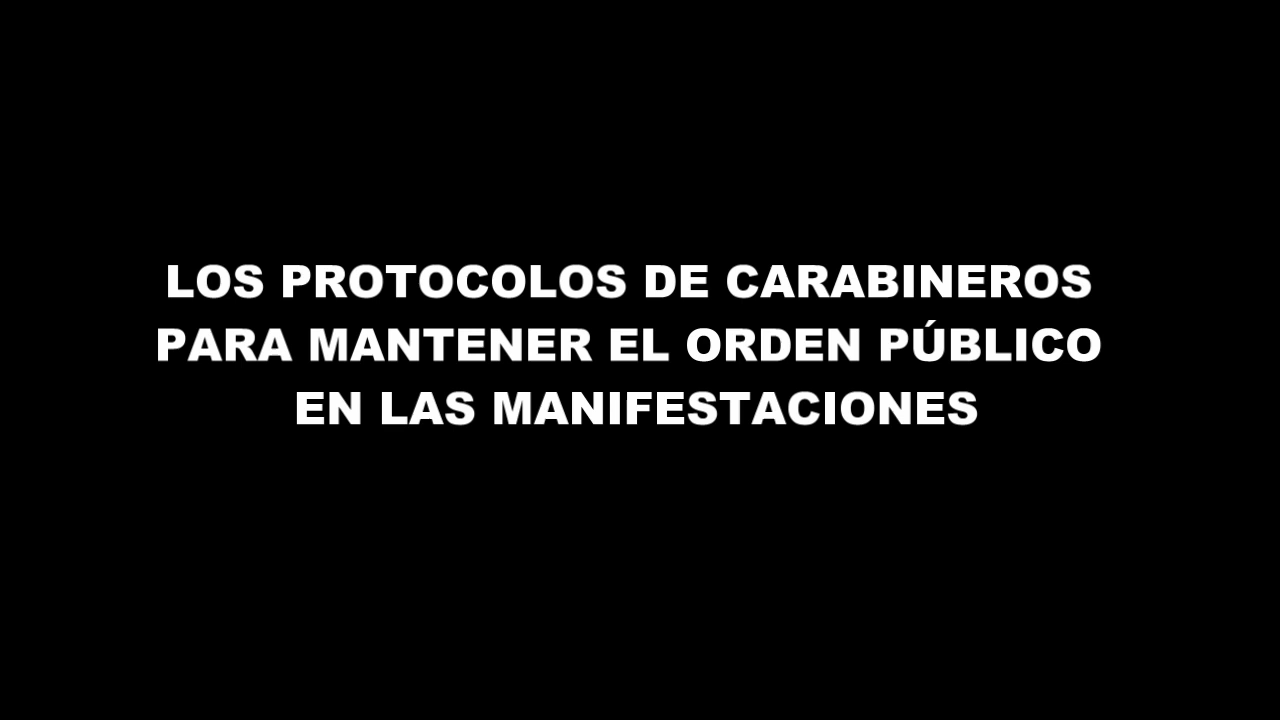 LOS PROTOCOLOS DE CARABINEROS
PARA MANTENER EL ORDEN PÚBLICO
EN LAS MANIFESTACIONES